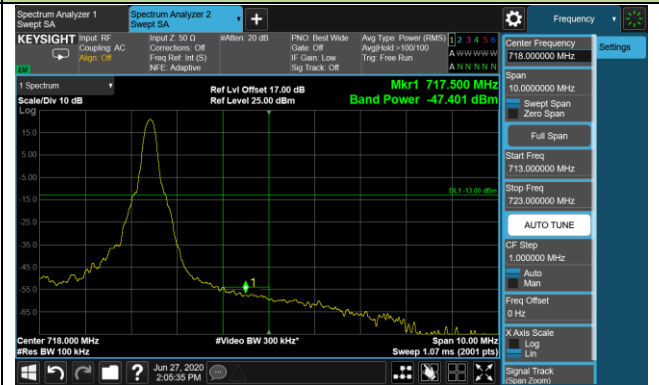 Spectrum Analyzer 1
Swept SA
Spectrum Analyzer 2
Swept SA
+
Frequency
KEYSIGHT
Input: RF
Coupling: AC
Align: Off
Input Z: 50 Ω
Corrections: Off
Freq Ref: Int (S)
NFE: Adaptive
#Atten: 20 dB
PNO: Best Wide
Gate: Off
IF Gain: Low
Sig Track: Off
Avg Type: Power (RMS)
Avg|Hold:>100/100
Trig: Free Run
1 2 3 4 5 6
A W W W W W
A N N N N N
1 Spectrum
Scale/Div 10 dB
Log
Ref Lvl Offset 17.00 dB
Ref Level 25.00 dBm
Mkr1 717.500 MHz
Band Power -47.401 dBm
15.0
5.00
-5.00
-15.0
-25.0
-35.0
-45.0
-55.0
-65.0
DL1 -13.00 dBm
1
Center 718.000 MHz
#Res BW 100 kHz
#Video BW 300 kHz*
Span 10.00 MHz
Sweep 1.07 ms (2001 pts)
Jun 27, 2020
2:05:35 PM
Center Frequency
718.000000 MHz
Settings
Span
10.0000000 MHz
Swept Span
Zero Span
Full Span
Start Freq
713.000000 MHz
Stop Freq
723.000000 MHz
AUTO TUNE
CF Step
1.000000 MHz
Auto
Man
Freq Offset
0 Hz
X Axis Scale
Log
Lin
Signal Track
(Span Zoom)